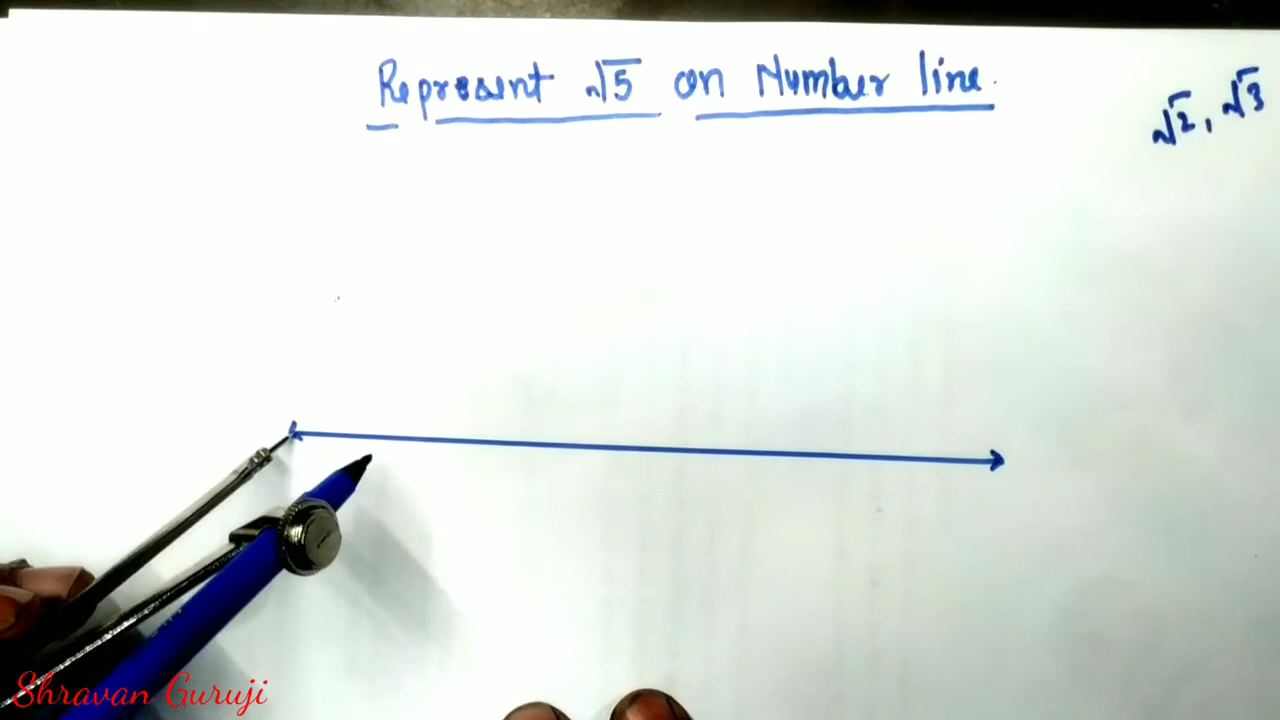 Represent √5 on Number line.
√2, √3
Shravan Guruji